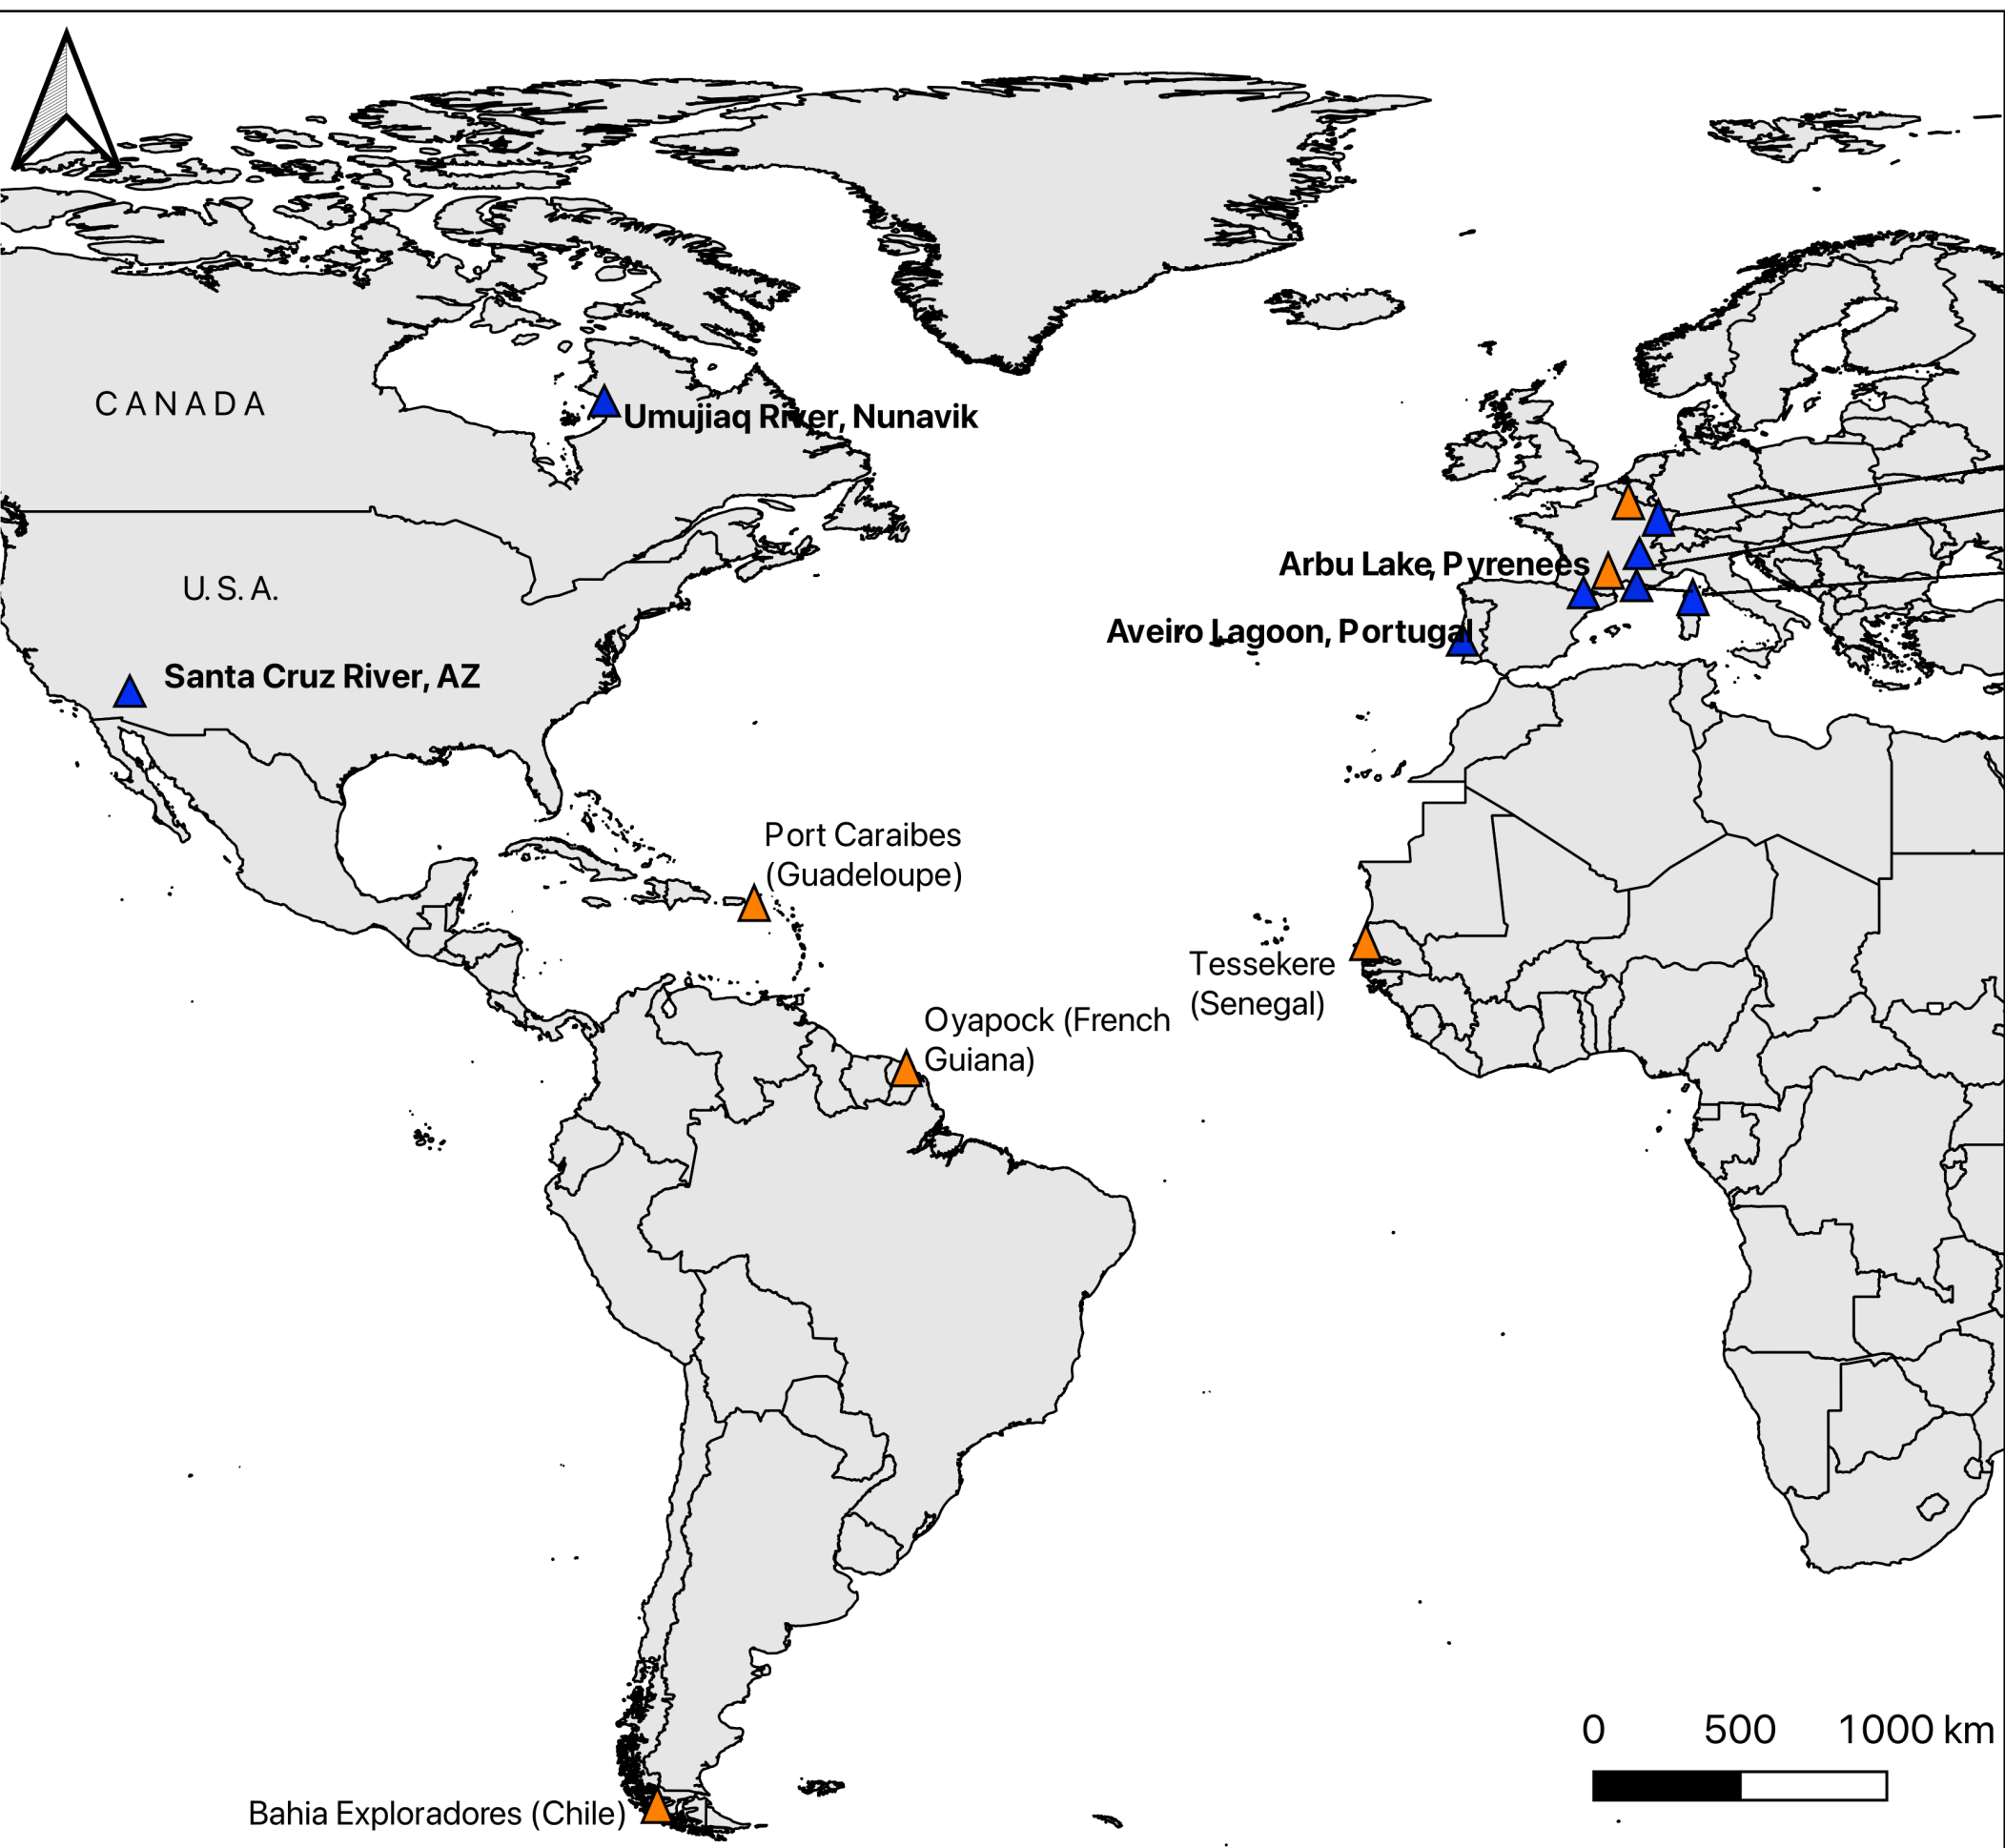 CANADA
Umujiaq River, Nunavik
U.S.A.
Arbu Lake, Pyrenees
Aveiro Lagoon, Portugal
Santa Cruz River, AZ
Port Caraibes
(Guadeloupe)
Tessekere
(Senegal)
Oyapock (French
Guiana)
0 500 1000 km
Bahia Exploradores (Chile)